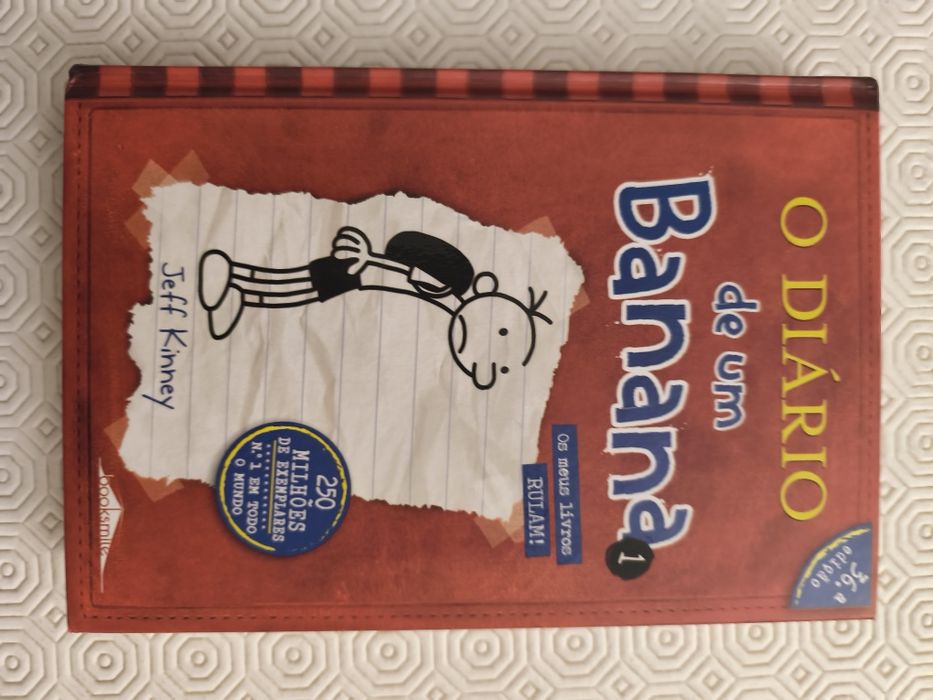 O DIÁRIO
de um
Banana
1
36.ª
edição
Os meus livros
RULAM!
250
MILHÕES
DE EXEMPLARES
N.º 1 EM TODO
O MUNDO
Jeff Kinney
booksmile